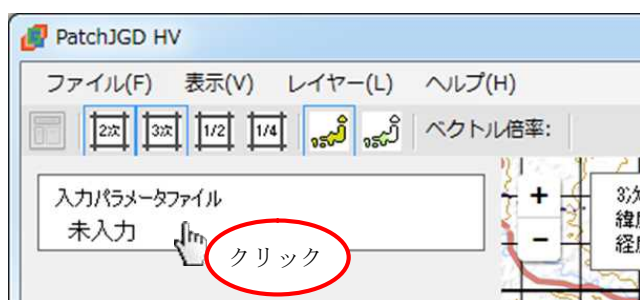 PatchJGD HV
ファイル(F) 表示(V) レイヤー(L) ヘルプ(H)
2次 3次 1/2 1/4 ベクトル倍率:
入力パラメータファイル
未入力
クリック
+
-
3次
緯度
経度